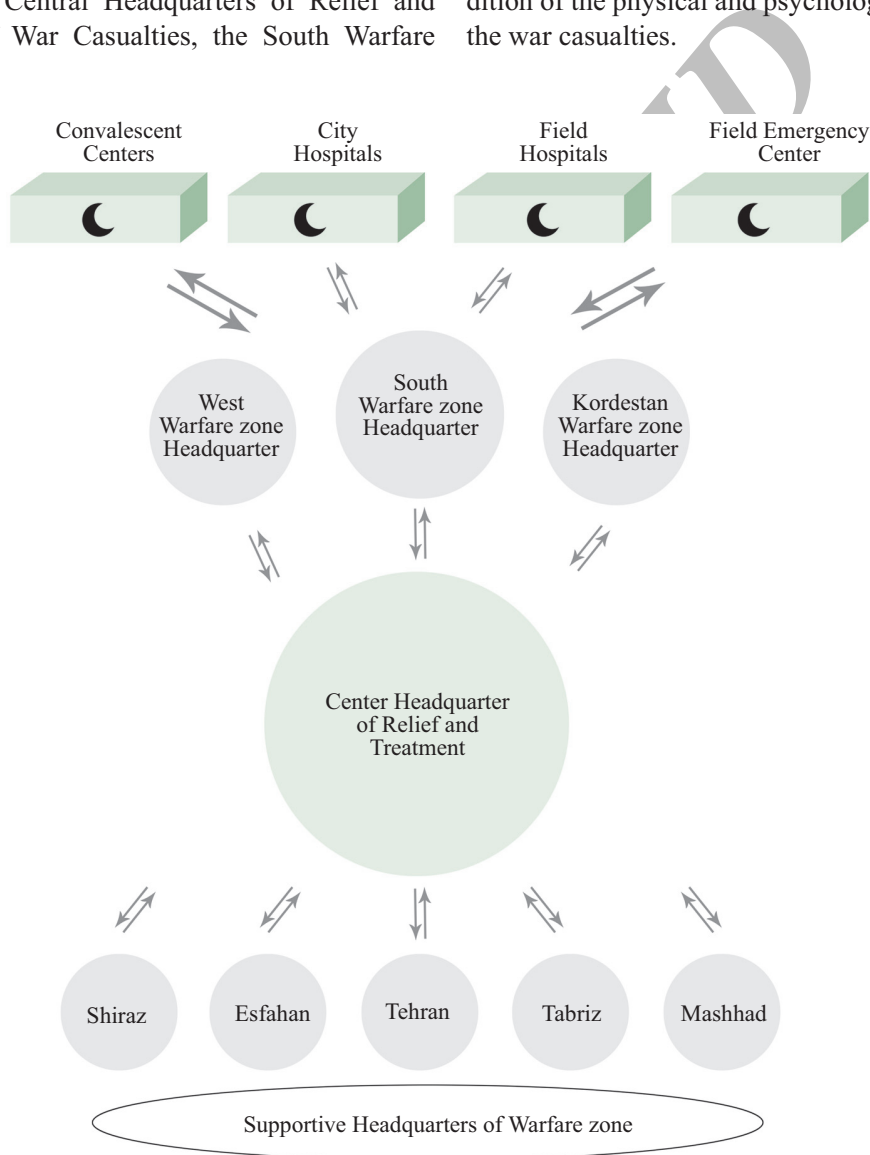 Central Headquarters of Relief and
War Casualties, the South Warfare
dition of the physical and psycholog
the war casualties.
Convalescent
Centers
City
Hospitals
Field
Hospitals
Field Emergency
Center
West
Warfare zone
Headquarter
South
Warfare zone
Headquarter
Kordestan
Warfare zone
Headquarter
Center Headquarter
of Relief and
Treatment
Shiraz
Esfahan
Tehran
Tabriz
Mashhad
Supportive Headquarters of Warfare zone